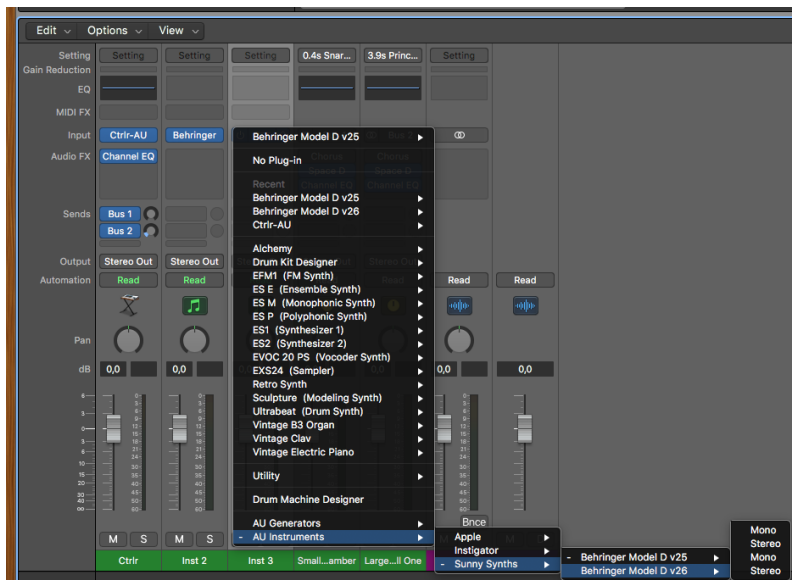 Edit Options View
Setting Setting Setting Setting 0.4s Snar... 3.9s Princ... Setting
Gain Reduction
EQ
MIDI FX
Input Ctrlr-AU Behringer
Audio FX Channel EQ
Sends Bus 1
Bus 2
Output Stereo Out Stereo Out
Automation Read Read Read Read
Pan
dB 0,0 0,0 0,0 0,0
M S M S
Ctrlr Inst 2 Inst 3 Small...amber Large...ll One
Behringer Model D v25
No Plug-in
Recent
Behringer Model D v25
Behringer Model D v26
Ctrlr-AU
Alchemy
Drum Kit Designer
EFM1 (FM Synth)
ES E (Ensemble Synth)
ES M (Monophonic Synth)
ES P (Polyphonic Synth)
ES1 (Synthesizer 1)
ES2 (Synthesizer 2)
EVOC 20 PS (Vocoder Synth)
EXS24 (Sampler)
Retro Synth
Sculpture (Modeling Synth)
Ultrabeat (Drum Synth)
Vintage B3 Organ
Vintage Clav
Vintage Electric Piano
Utility
Drum Machine Designer
AU Generators
- AU Instruments
Bnce
Apple
Instigator
- Sunny Synths
- Behringer Model D v25
Behringer Model D v26
Mono
Stereo
Mono
Stereo